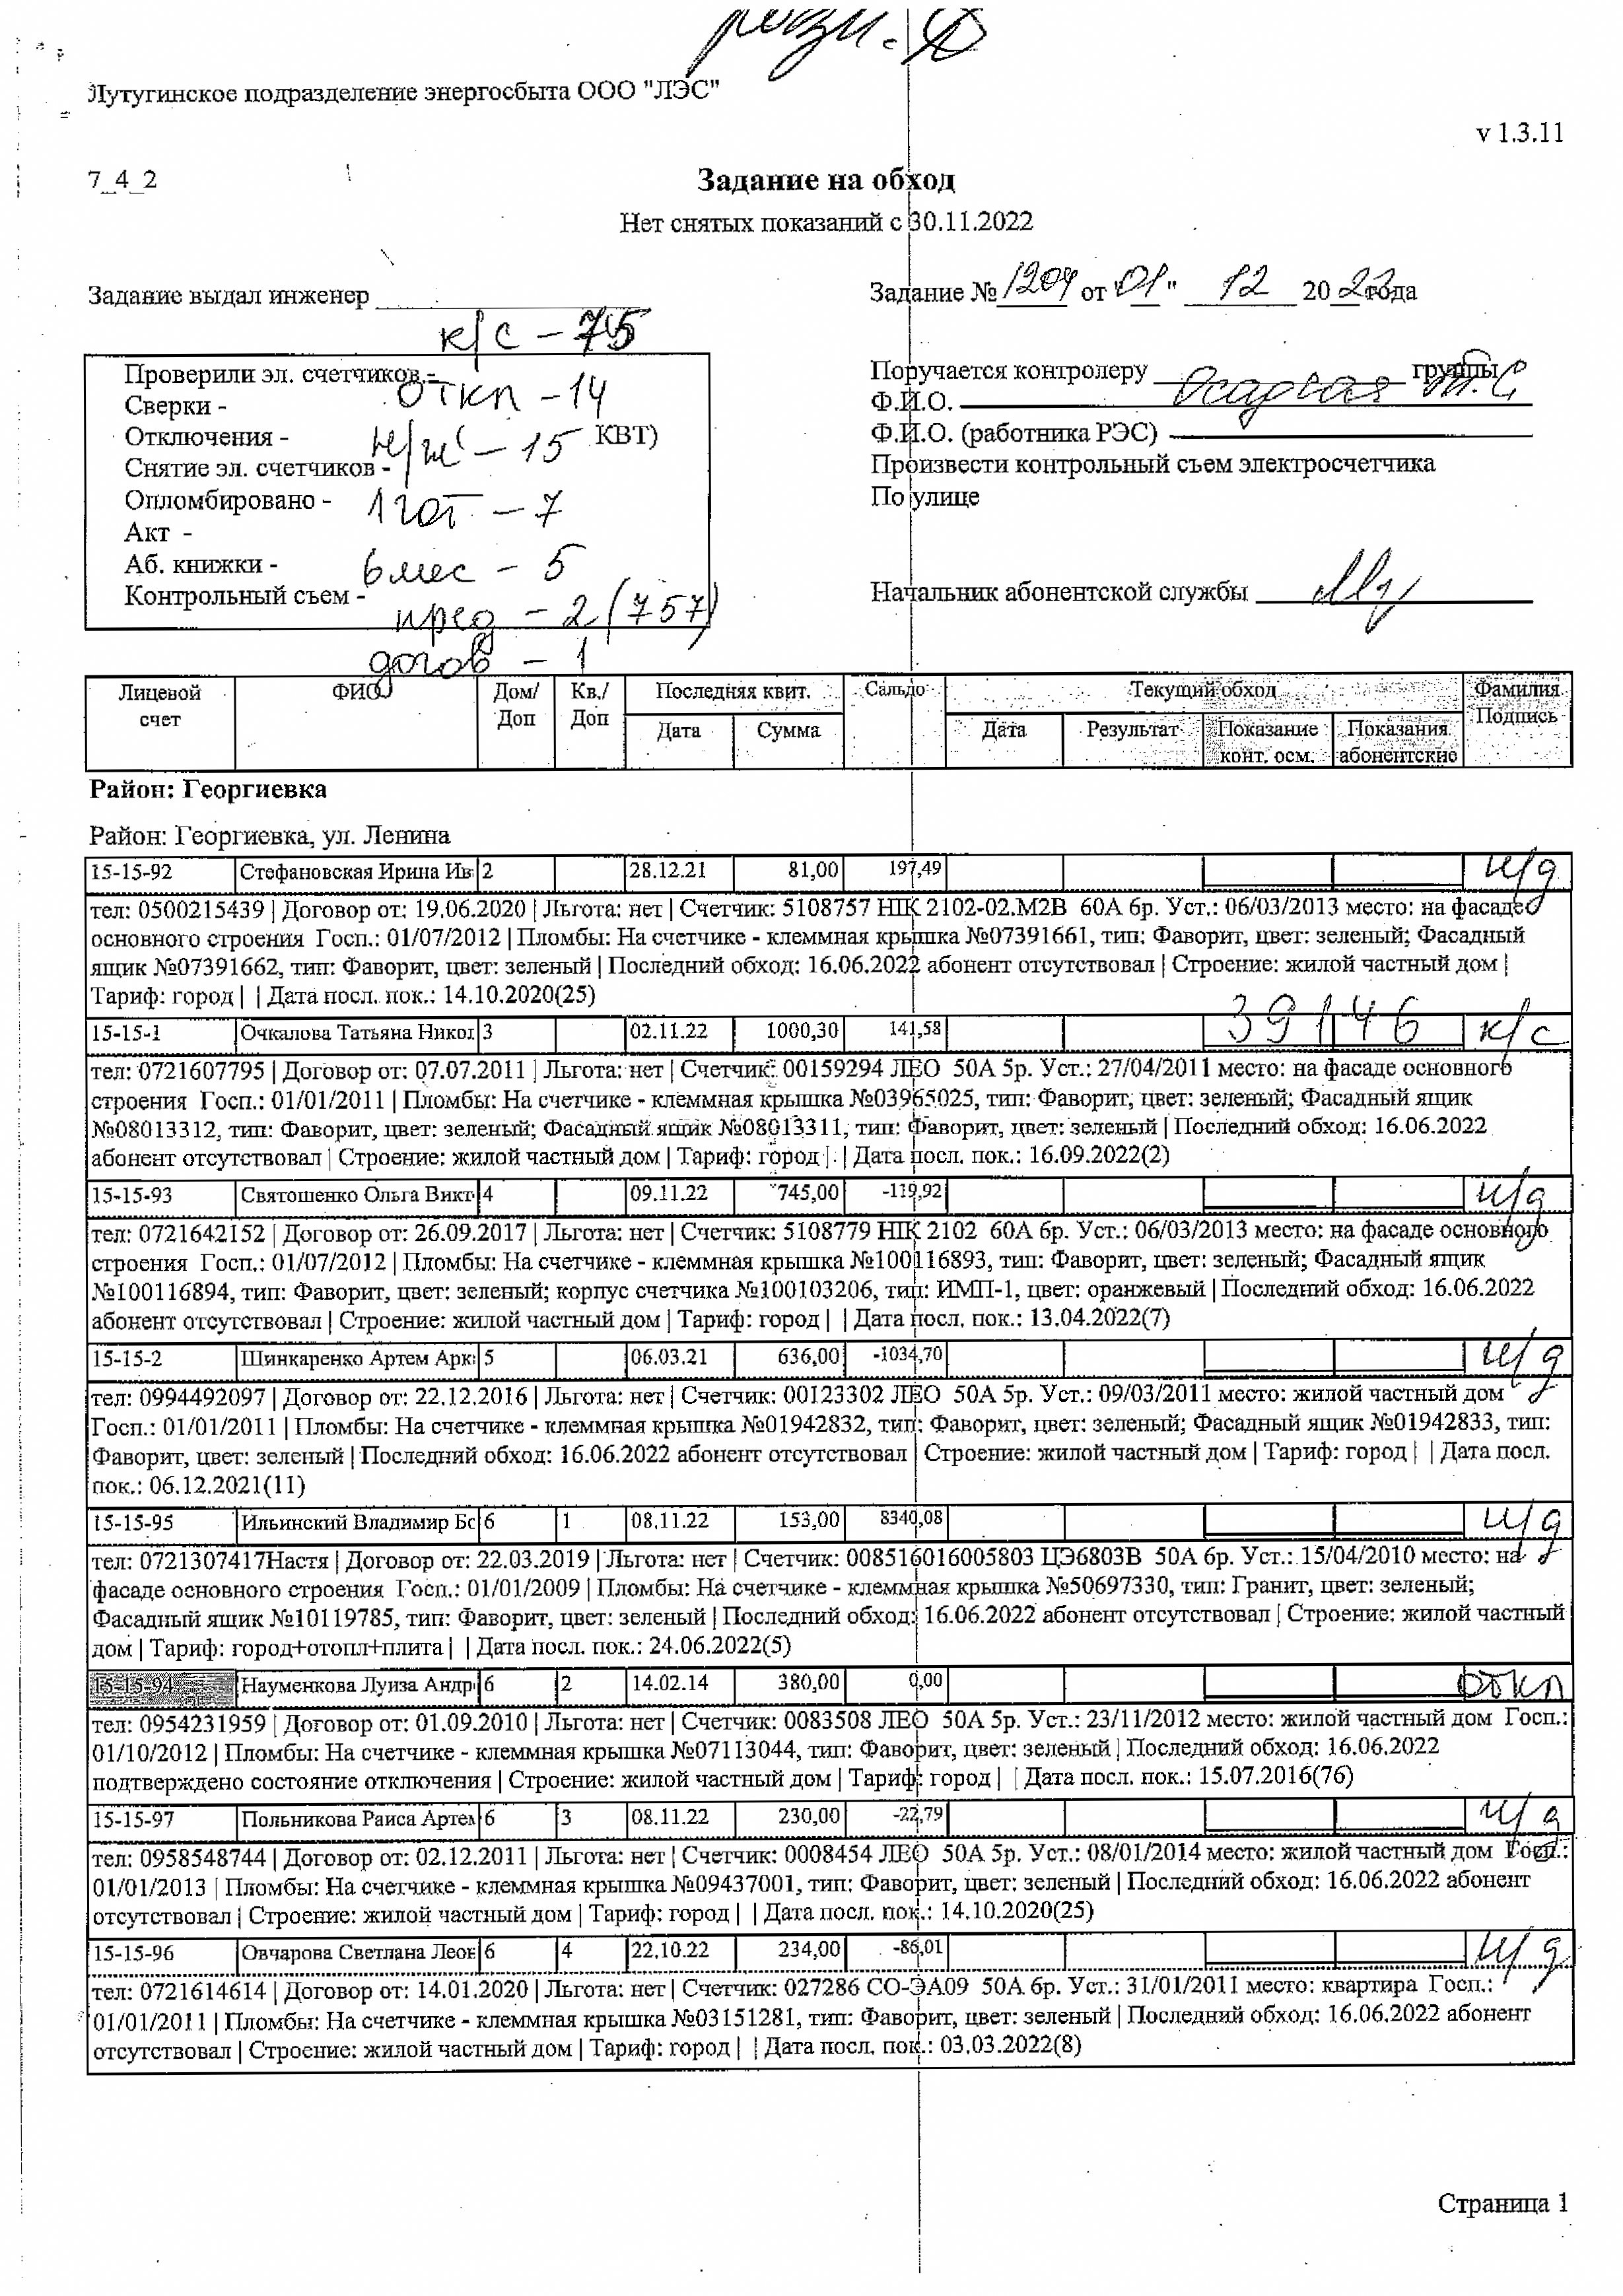 Лутугинское подразделение энергосбыта ООО "ЛЭС"
v 1.3.11
7_4_2
Задание на обход
Нет снятых показаний с 30.11.2022
Задание выдал инженер
Задание № 1204 от "01" 12 2022 года
к/с - 75
Проверили эл. счетчиков -
откл - 14
Сверки -
Отключения -
н/ж - 15 КВТ)
Снятие эл. счетчиков -
Опломбировано -
1 год - 7
Акт -
Аб. книжки -
6 мес - 5
Контрольный съем -
пред - 2 (757)
догов - 1
Поручается контролеру группы
Ф.И.О.
Ф.И.О. (работника РЭС)
Произвести контрольный съем электросчетчика
По улице
Начальник абонентской службы
Лицевой счет ФИО Дом/Доп Кв./Доп Последняя квит. Сальдо Текущий обход Фамилия Подпись
Дата Сумма Дата Результат Показание конт. осм. Показания абонентские
Район: Георгиевка
Район: Георгиевка, ул. Ленина
15-15-92 Стефановская Ирина Ив 2 28.12.21 81,00 197,49 н/д
тел: 0500215439 | Договор от: 19.06.2020 | Льгота: нет | Счетчик: 5108757 НІК 2102-02.М2В 60А 6р. Уст.: 06/03/2013 место: на фасаде
основного строения Госп.: 01/07/2012 | Пломбы: На счетчике - клеммная крышка №07391661, тип: Фаворит, цвет: зеленый; Фасадный
ящик №07391662, тип: Фаворит, цвет: зеленый | Последний обход: 16.06.2022 абонент отсутствовал | Строение: жилой частный дом |
Тариф: город | | Дата посл. пок.: 14.10.2020(25)
15-15-1 Очкалова Татьяна Никол 3 02.11.22 1000,30 141,58 39146 к/с
тел: 0721607795 | Договор от: 07.07.2011 | Льгота: нет | Счетчик: 00159294 ЛЕО 50А 5р. Уст.: 27/04/2011 место: на фасаде основного
строения Госп.: 01/01/2011 | Пломбы: На счетчике - клеммная крышка №03965025, тип: Фаворит, цвет: зеленый; Фасадный ящик
№08013312, тип: Фаворит, цвет: зеленый; Фасадный ящик №08013311, тип: Фаворит, цвет: зеленый | Последний обход: 16.06.2022
абонент отсутствовал | Строение: жилой частный дом | Тариф: город | | Дата посл. пок.: 16.09.2022(2)
15-15-93 Святошенко Ольга Викт 4 09.11.22 745,00 -119,92 н/д
тел: 0721642152 | Договор от: 26.09.2017 | Льгота: нет | Счетчик: 5108779 НІК 2102 60А 6р. Уст.: 06/03/2013 место: на фасаде основного
строения Госп.: 01/07/2012 | Пломбы: На счетчике - клеммная крышка №100116893, тип: Фаворит, цвет: зеленый; Фасадный ящик
№100116894, тип: Фаворит, цвет: зеленый; корпус счетчика №100103206, тип: ИМП-1, цвет: оранжевый | Последний обход: 16.06.2022
абонент отсутствовал | Строение: жилой частный дом | Тариф: город | | Дата посл. пок.: 13.04.2022(7)
15-15-2 Шинкаренко Артем Арк 5 06.03.21 636,00 -1034,70 н/д
тел: 0994492097 | Договор от: 22.12.2016 | Льгота: нет | Счетчик: 00123302 ЛЕО 50А 5р. Уст.: 09/03/2011 место: жилой частный дом
Госп.: 01/01/2011 | Пломбы: На счетчике - клеммная крышка №01942832, тип: Фаворит, цвет: зеленый; Фасадный ящик №01942833, тип:
Фаворит, цвет: зеленый | Последний обход: 16.06.2022 абонент отсутствовал | Строение: жилой частный дом | Тариф: город | | Дата посл.
пок.: 06.12.2021(11)
15-15-95 Ильинский Владимир Бс 6 1 08.11.22 153,00 8340,08 н/д
тел: 0721307417Настя | Договор от: 22.03.2019 | Льгота: нет | Счетчик: 008516016005803 ЦЭ6803В 50А 6р. Уст.: 15/04/2010 место: на
фасаде основного строения Госп.: 01/01/2009 | Пломбы: На счетчике - клеммная крышка №50697330, тип: Гранит, цвет: зеленый;
Фасадный ящик №10119785, тип: Фаворит, цвет: зеленый | Последний обход: 16.06.2022 абонент отсутствовал | Строение: жилой частный
дом | Тариф: город+отопл+плита | | Дата посл. пок.: 24.06.2022(5)
15-15-94 Науменкова Луиза Андр 6 2 14.02.14 380,00 0,00 откл
тел: 0954231959 | Договор от: 01.09.2010 | Льгота: нет | Счетчик: 0083508 ЛЕО 50А 5р. Уст.: 23/11/2012 место: жилой частный дом Госп.:
01/10/2012 | Пломбы: На счетчике - клеммная крышка №07113044, тип: Фаворит, цвет: зеленый | Последний обход: 16.06.2022
подтверждено состояние отключения | Строение: жилой частный дом | Тариф: город | | Дата посл. пок.: 15.07.2016(76)
15-15-97 Польникова Раиса Артем 6 3 08.11.22 230,00 -22,79 н/д
тел: 0958548744 | Договор от: 02.12.2011 | Льгота: нет | Счетчик: 0008454 ЛЕО 50А 5р. Уст.: 08/01/2014 место: жилой частный дом Госп.:
01/01/2013 | Пломбы: На счетчике - клеммная крышка №09437001, тип: Фаворит, цвет: зеленый | Последний обход: 16.06.2022 абонент
отсутствовал | Строение: жилой частный дом | Тариф: город | | Дата посл. пок.: 14.10.2020(25)
15-15-96 Овчарова Светлана Леон 6 4 22.10.22 234,00 -86,01 н/д
тел: 0721614614 | Договор от: 14.01.2020 | Льгота: нет | Счетчик: 027286 СО-ЭА09 50А 6р. Уст.: 31/01/2011 место: квартира Госп.:
01/01/2011 | Пломбы: На счетчике - клеммная крышка №03151281, тип: Фаворит, цвет: зеленый | Последний обход: 16.06.2022 абонент
отсутствовал | Строение: жилой частный дом | Тариф: город | | Дата посл. пок.: 03.03.2022(8)
Страница 1